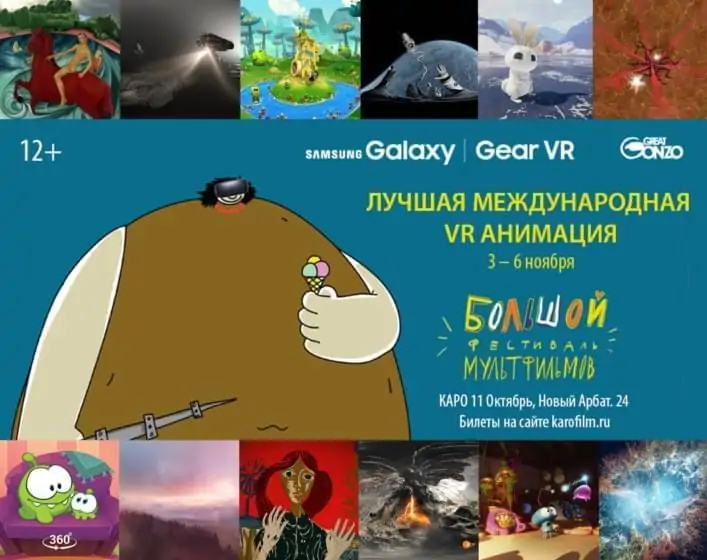 12+
SAMSUNG Galaxy | Gear VR
GREAT GONZO
ЛУЧШАЯ МЕЖДУНАРОДНАЯ
VR АНИМАЦИЯ
3 – 6 ноября
БОЛЬШОЙ
ФЕСТИВАЛЬ
МУЛЬТФИЛЬМОВ
КАРО 11 Октябрь, Новый Арбат. 24
Билеты на сайте karofilm.ru
360°